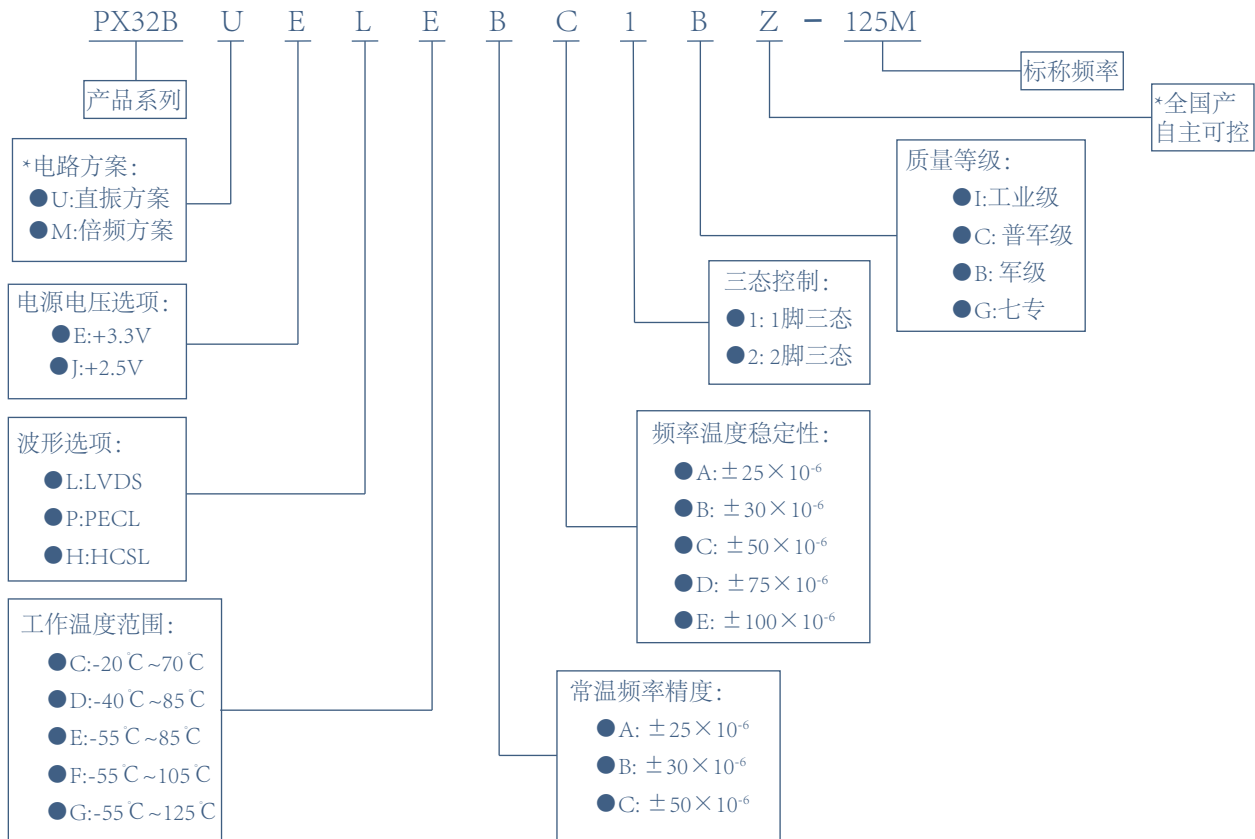 PX32B U E L E B C 1 B Z - 125M
产品系列
标称频率
*全国产
自主可控
*电路方案:
●U:直振方案
●M:倍频方案
电源电压选项:
●E:+3.3V
●J:+2.5V
波形选项:
●L:LVDS
●P:PECL
●H:HCSL
工作温度范围:
●C:-20℃~70℃
●D:-40℃~85℃
●E:-55℃~85℃
●F:-55℃~105℃
●G:-55℃~125℃
常温频率精度:
●A: ±25×10⁻⁶
●B: ±30×10⁻⁶
●C: ±50×10⁻⁶
频率温度稳定性:
●A:±25×10⁻⁶
●B: ±30×10⁻⁶
●C: ±50×10⁻⁶
●D: ±75×10⁻⁶
●E: ±100×10⁻⁶
三态控制:
●1: 1脚三态
●2: 2脚三态
质量等级:
●I:工业级
●C: 普军级
●B: 军级
●G:七专